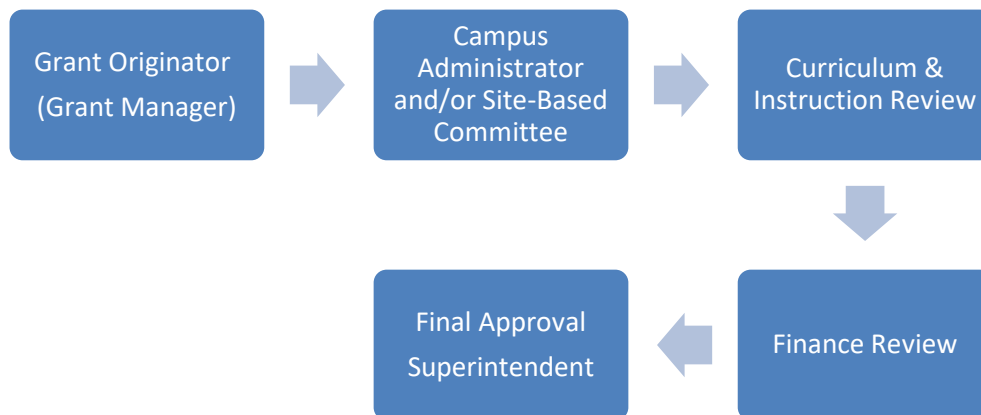 Grant Originator
(Grant Manager)
Campus
Administrator
and/or Site-Based
Committee
Curriculum &
Instruction Review
Finance Review
Final Approval
Superintendent